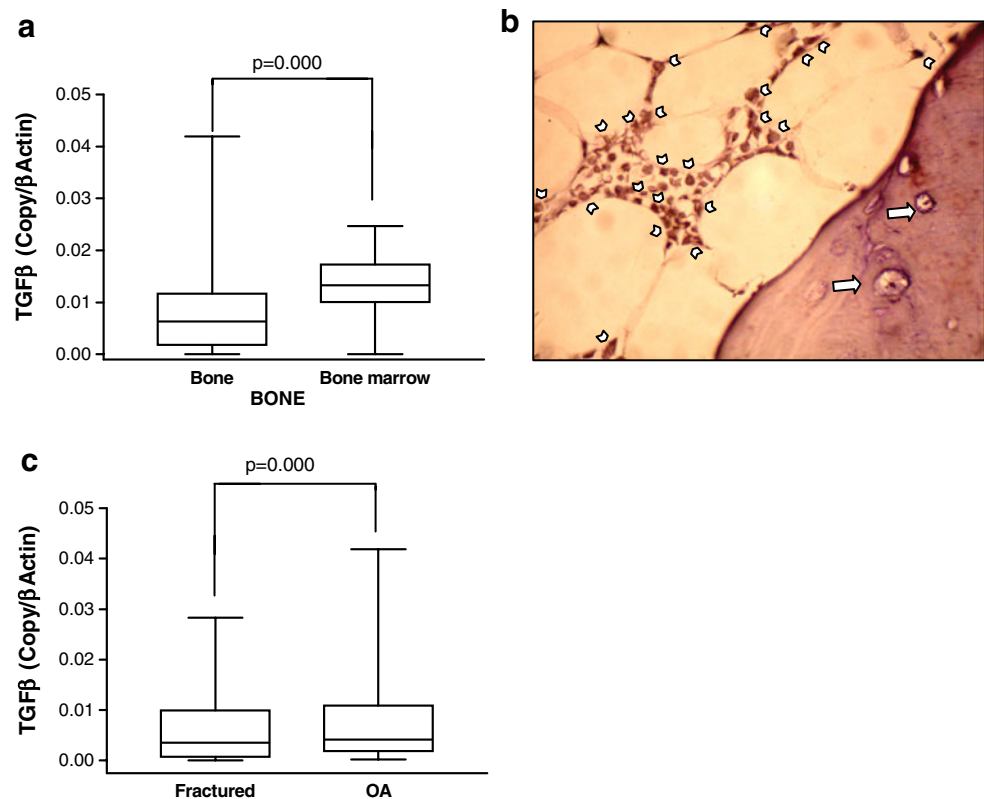 a
p=0.000
TGFβ (Copy/βActin)
0.05
0.04
0.03
0.02
0.01
0.00
Bone
Bone marrow
BONE
b
c
p=0.000
TGFβ (Copy/βActin)
0.05
0.04
0.03
0.02
0.01
0.00
Fractured
OA